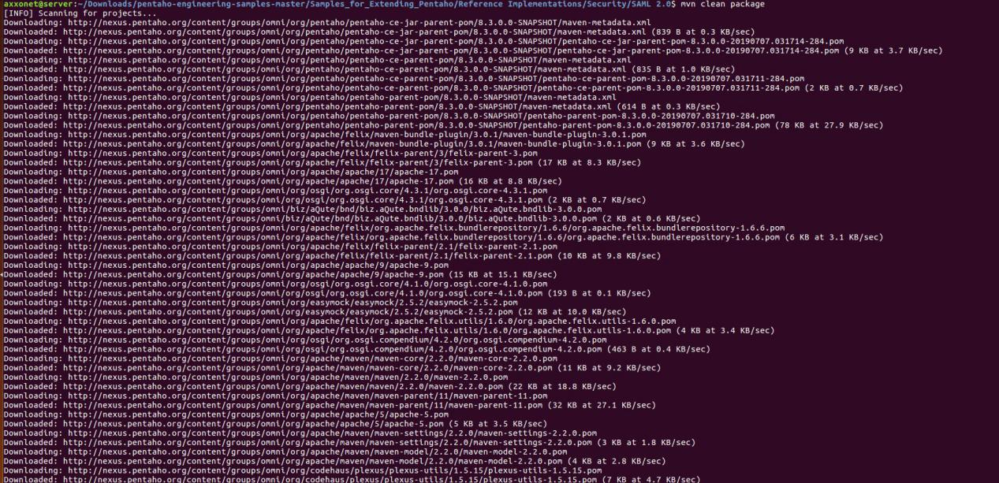 axxonet@server:~/Downloads/pentaho-engineering-samples-master/Samples_for_Extending_Pentaho/Reference Implementations/Security/SAML 2.0$ mvn clean package
[INFO] Scanning for projects...
Downloading: http://nexus.pentaho.org/content/groups/omni/org/pentaho/pentaho-ce-jar-parent-pom/8.3.0.0-SNAPSHOT/maven-metadata.xml
Downloaded: http://nexus.pentaho.org/content/groups/omni/org/pentaho/pentaho-ce-jar-parent-pom/8.3.0.0-SNAPSHOT/maven-metadata.xml (839 B at 0.3 KB/sec)
Downloading: http://nexus.pentaho.org/content/groups/omni/org/pentaho/pentaho-ce-jar-parent-pom/8.3.0.0-SNAPSHOT/pentaho-ce-jar-parent-pom-8.3.0.0-20190707.031714-284.pom
Downloaded: http://nexus.pentaho.org/content/groups/omni/org/pentaho/pentaho-ce-jar-parent-pom/8.3.0.0-SNAPSHOT/pentaho-ce-jar-parent-pom-8.3.0.0-20190707.031714-284.pom (9 KB at 3.7 KB/sec)
Downloading: http://nexus.pentaho.org/content/groups/omni/org/pentaho/pentaho-ce-parent-pom/8.3.0.0-SNAPSHOT/maven-metadata.xml
Downloaded: http://nexus.pentaho.org/content/groups/omni/org/pentaho/pentaho-ce-parent-pom/8.3.0.0-SNAPSHOT/maven-metadata.xml (835 B at 1.0 KB/sec)
Downloading: http://nexus.pentaho.org/content/groups/omni/org/pentaho/pentaho-ce-parent-pom/8.3.0.0-SNAPSHOT/pentaho-ce-parent-pom-8.3.0.0-20190707.031711-284.pom
Downloaded: http://nexus.pentaho.org/content/groups/omni/org/pentaho/pentaho-ce-parent-pom/8.3.0.0-SNAPSHOT/pentaho-ce-parent-pom-8.3.0.0-20190707.031711-284.pom (2 KB at 0.7 KB/sec)
Downloading: http://nexus.pentaho.org/content/groups/omni/org/pentaho/pentaho-parent-pom/8.3.0.0-SNAPSHOT/maven-metadata.xml
Downloaded: http://nexus.pentaho.org/content/groups/omni/org/pentaho/pentaho-parent-pom/8.3.0.0-SNAPSHOT/maven-metadata.xml (614 B at 0.3 KB/sec)
Downloading: http://nexus.pentaho.org/content/groups/omni/org/pentaho/pentaho-parent-pom/8.3.0.0-SNAPSHOT/pentaho-parent-pom-8.3.0.0-20190707.031710-284.pom
Downloaded: http://nexus.pentaho.org/content/groups/omni/org/pentaho/pentaho-parent-pom/8.3.0.0-SNAPSHOT/pentaho-parent-pom-8.3.0.0-20190707.031710-284.pom (78 KB at 27.9 KB/sec)
Downloading: http://nexus.pentaho.org/content/groups/omni/org/apache/felix/maven-bundle-plugin/3.0.1/maven-bundle-plugin-3.0.1.pom
Downloaded: http://nexus.pentaho.org/content/groups/omni/org/apache/felix/maven-bundle-plugin/3.0.1/maven-bundle-plugin-3.0.1.pom (9 KB at 3.6 KB/sec)
Downloading: http://nexus.pentaho.org/content/groups/omni/org/apache/felix/felix-parent/3/felix-parent-3.pom
Downloaded: http://nexus.pentaho.org/content/groups/omni/org/apache/felix/felix-parent/3/felix-parent-3.pom (17 KB at 8.3 KB/sec)
Downloading: http://nexus.pentaho.org/content/groups/omni/org/apache/apache/17/apache-17.pom
Downloaded: http://nexus.pentaho.org/content/groups/omni/org/apache/apache/17/apache-17.pom (16 KB at 8.8 KB/sec)
Downloading: http://nexus.pentaho.org/content/groups/omni/org/osgi/org.osgi.core/4.3.1/org.osgi.core-4.3.1.pom
Downloaded: http://nexus.pentaho.org/content/groups/omni/org/osgi/org.osgi.core/4.3.1/org.osgi.core-4.3.1.pom (2 KB at 0.7 KB/sec)
Downloading: http://nexus.pentaho.org/content/groups/omni/biz/aQute/bnd/biz.aQute.bndlib/3.0.0/biz.aQute.bndlib-3.0.0.pom
Downloaded: http://nexus.pentaho.org/content/groups/omni/biz/aQute/bnd/biz.aQute.bndlib/3.0.0/biz.aQute.bndlib-3.0.0.pom (2 KB at 0.6 KB/sec)
Downloading: http://nexus.pentaho.org/content/groups/omni/org/apache/felix/org.apache.felix.bundlerepository/1.6.6/org.apache.felix.bundlerepository-1.6.6.pom
Downloaded: http://nexus.pentaho.org/content/groups/omni/org/apache/felix/org.apache.felix.bundlerepository/1.6.6/org.apache.felix.bundlerepository-1.6.6.pom (6 KB at 3.1 KB/sec)
Downloading: http://nexus.pentaho.org/content/groups/omni/org/apache/felix/felix-parent/2.1/felix-parent-2.1.pom
Downloaded: http://nexus.pentaho.org/content/groups/omni/org/apache/felix/felix-parent/2.1/felix-parent-2.1.pom (10 KB at 9.8 KB/sec)
Downloading: http://nexus.pentaho.org/content/groups/omni/org/apache/apache/9/apache-9.pom
Downloaded: http://nexus.pentaho.org/content/groups/omni/org/apache/apache/9/apache-9.pom (15 KB at 15.1 KB/sec)
Downloading: http://nexus.pentaho.org/content/groups/omni/org/osgi/org.osgi.core/4.1.0/org.osgi.core-4.1.0.pom
Downloaded: http://nexus.pentaho.org/content/groups/omni/org/osgi/org.osgi.core/4.1.0/org.osgi.core-4.1.0.pom (193 B at 0.1 KB/sec)
Downloading: http://nexus.pentaho.org/content/groups/omni/org/easymock/easymock/2.5.2/easymock-2.5.2.pom
Downloaded: http://nexus.pentaho.org/content/groups/omni/org/easymock/easymock/2.5.2/easymock-2.5.2.pom (12 KB at 10.0 KB/sec)
Downloading: http://nexus.pentaho.org/content/groups/omni/org/apache/felix/org.apache.felix.utils/1.6.0/org.apache.felix.utils-1.6.0.pom
Downloaded: http://nexus.pentaho.org/content/groups/omni/org/apache/felix/org.apache.felix.utils/1.6.0/org.apache.felix.utils-1.6.0.pom (4 KB at 3.4 KB/sec)
Downloading: http://nexus.pentaho.org/content/groups/omni/org/osgi/org.osgi.compendium/4.2.0/org.osgi.compendium-4.2.0.pom
Downloaded: http://nexus.pentaho.org/content/groups/omni/org/osgi/org.osgi.compendium/4.2.0/org.osgi.compendium-4.2.0.pom (463 B at 0.4 KB/sec)
Downloading: http://nexus.pentaho.org/content/groups/omni/org/apache/maven/maven-core/2.2.0/maven-core-2.2.0.pom
Downloaded: http://nexus.pentaho.org/content/groups/omni/org/apache/maven/maven-core/2.2.0/maven-core-2.2.0.pom (11 KB at 9.2 KB/sec)
Downloading: http://nexus.pentaho.org/content/groups/omni/org/apache/maven/maven/2.2.0/maven-2.2.0.pom
Downloaded: http://nexus.pentaho.org/content/groups/omni/org/apache/maven/maven/2.2.0/maven-2.2.0.pom (22 KB at 18.8 KB/sec)
Downloading: http://nexus.pentaho.org/content/groups/omni/org/apache/maven/maven-parent/11/maven-parent-11.pom
Downloaded: http://nexus.pentaho.org/content/groups/omni/org/apache/maven/maven-parent/11/maven-parent-11.pom (32 KB at 27.1 KB/sec)
Downloading: http://nexus.pentaho.org/content/groups/omni/org/apache/apache/5/apache-5.pom
Downloaded: http://nexus.pentaho.org/content/groups/omni/org/apache/apache/5/apache-5.pom (5 KB at 3.5 KB/sec)
Downloading: http://nexus.pentaho.org/content/groups/omni/org/apache/maven/maven-settings/2.2.0/maven-settings-2.2.0.pom
Downloaded: http://nexus.pentaho.org/content/groups/omni/org/apache/maven/maven-settings/2.2.0/maven-settings-2.2.0.pom (3 KB at 1.8 KB/sec)
Downloading: http://nexus.pentaho.org/content/groups/omni/org/apache/maven/maven-model/2.2.0/maven-model-2.2.0.pom
Downloaded: http://nexus.pentaho.org/content/groups/omni/org/apache/maven/maven-model/2.2.0/maven-model-2.2.0.pom (4 KB at 2.8 KB/sec)
Downloading: http://nexus.pentaho.org/content/groups/omni/org/codehaus/plexus/plexus-utils/1.5.15/plexus-utils-1.5.15.pom
Downloaded: http://nexus.pentaho.org/content/groups/omni/org/codehaus/plexus/plexus-utils/1.5.15/plexus-utils-1.5.15.pom (7 KB at 4.7 KB/sec)